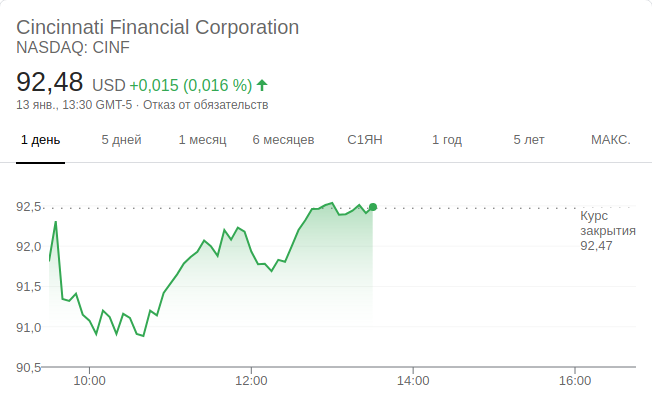 Cincinnati Financial Corporation
NASDAQ: CINF
92,48 USD +0,015 (0,016 %)
13 янв., 13:30 GMT-5 · Отказ от обязательств
1 день 5 дней 1 месяц 6 месяцев С1ЯН 1 год 5 лет МАКС.
92,5
Курс
закрытия
92,47
92,0
91,5
91,0
90,5
10:00 12:00 14:00 16:00